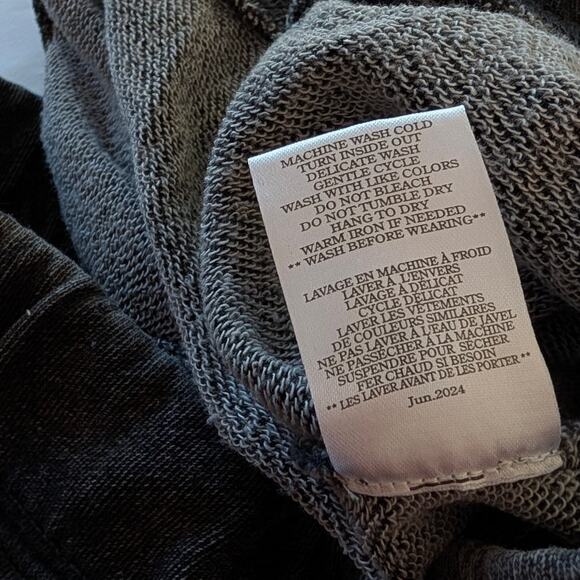 MACHINE WASH COLD
TURN INSIDE OUT
DELICATE WASH
GENTLE CYCLE
WASH WITH LIKE COLORS
DO NOT BLEACH
DO NOT TUMBLE DRY
HANG TO DRY
WARM IRON IF NEEDED
** WASH BEFORE WEARING**
LAVAGE EN MACHINE À FROID
LAVER À L'ENVERS
LAVAGE À DÉLICAT
CYCLE DÉLICAT
LAVER LES VÊTEMENTS
DE COULEURS SIMILAIRES
NE PAS LAVER À L'EAU DE JAVEL
NE PASSÉCHER À LA MACHINE
SUSPENDRE POUR SÉCHER
FER CHAUD SI BESOIN
** LES LAVER AVANT DE LES PORTER**
Jun.2024